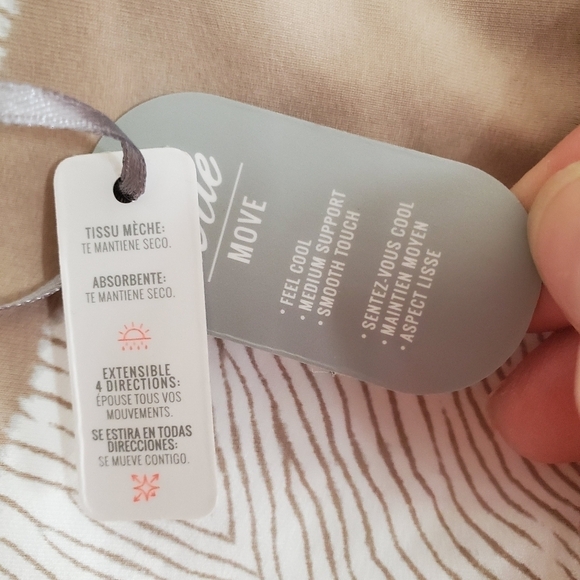 TISSU MÈCHE:
TE MANTIENE SECO.
ABSORBENTE:
TE MANTIENE SECO.
EXTENSIBLE
4 DIRECTIONS:
ÉPOUSE TOUS VOS
MOUVEMENTS.
SE ESTIRA EN TODAS
DIRECCIONES:
SE MUEVE CONTIGO.
MOVE
• FEEL COOL
• MEDIUM SUPPORT
• SMOOTH TOUCH
• SENTEZ-VOUS COOL
• MAINTIEN MOYEN
• ASPECT LISSE